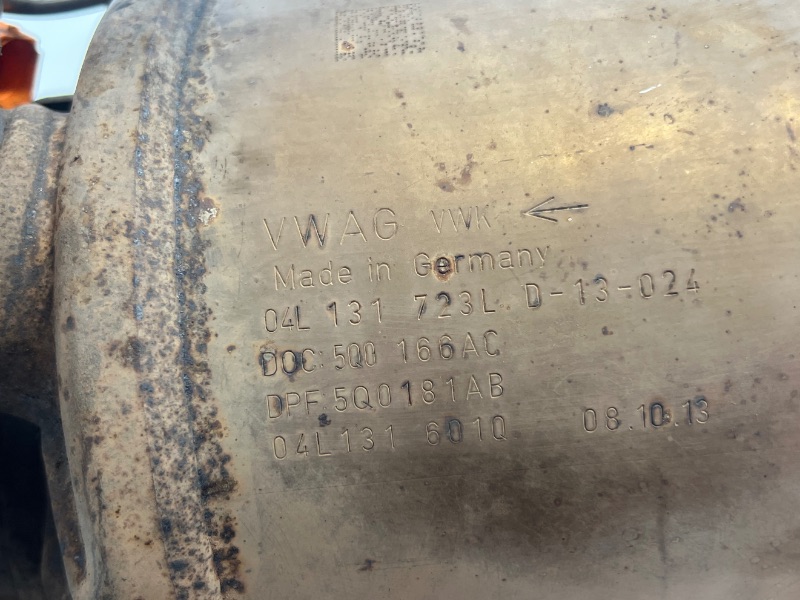 VWAG VWK ←
Made in Germany
04L 131 723L D-13-024
DOC:5Q0 166AC
DPF:5Q0181AB
04L131 601Q 08.10.13